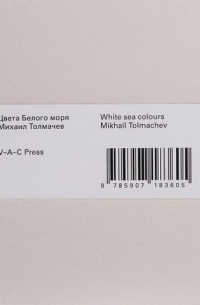 Цвета Белого моря
Михаил Толмачев
White sea colours
Mikhail Tolmachev
V–A–C Press
9 785907 183605